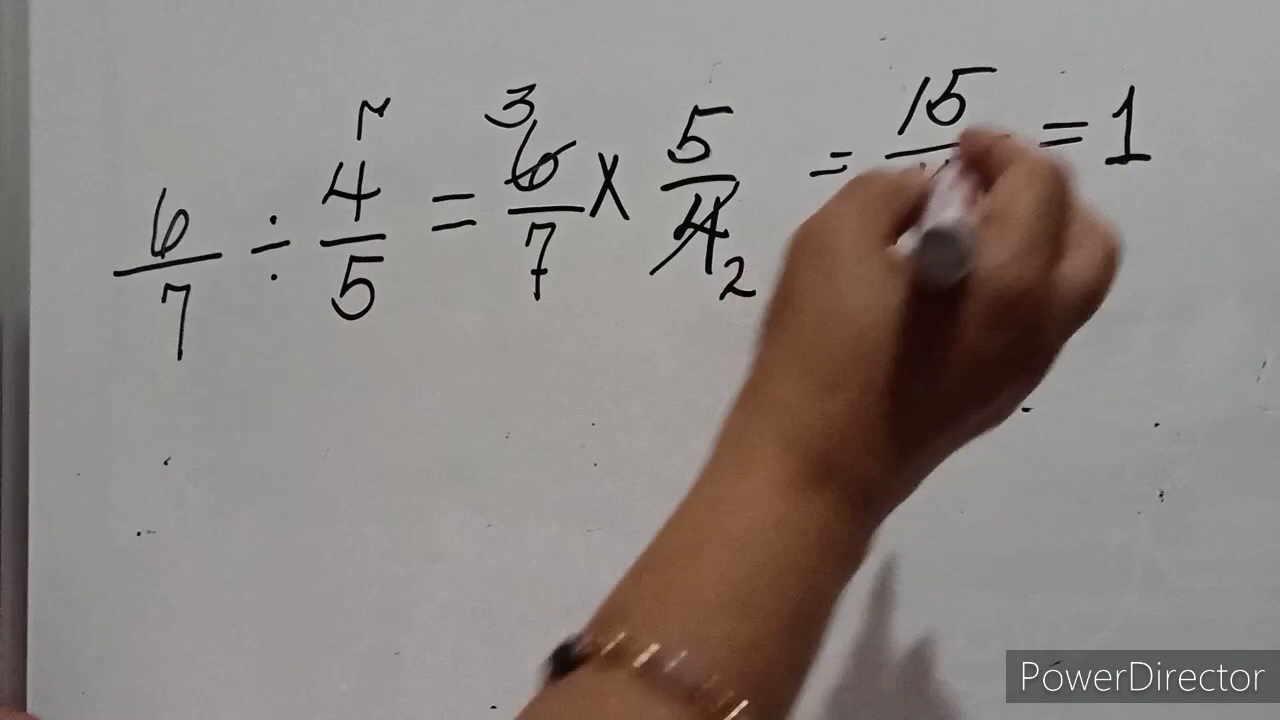 6/7 ÷ 4/5 = 6/7 x 5/4 = 15/ = 1
r 3 2
PowerDirector